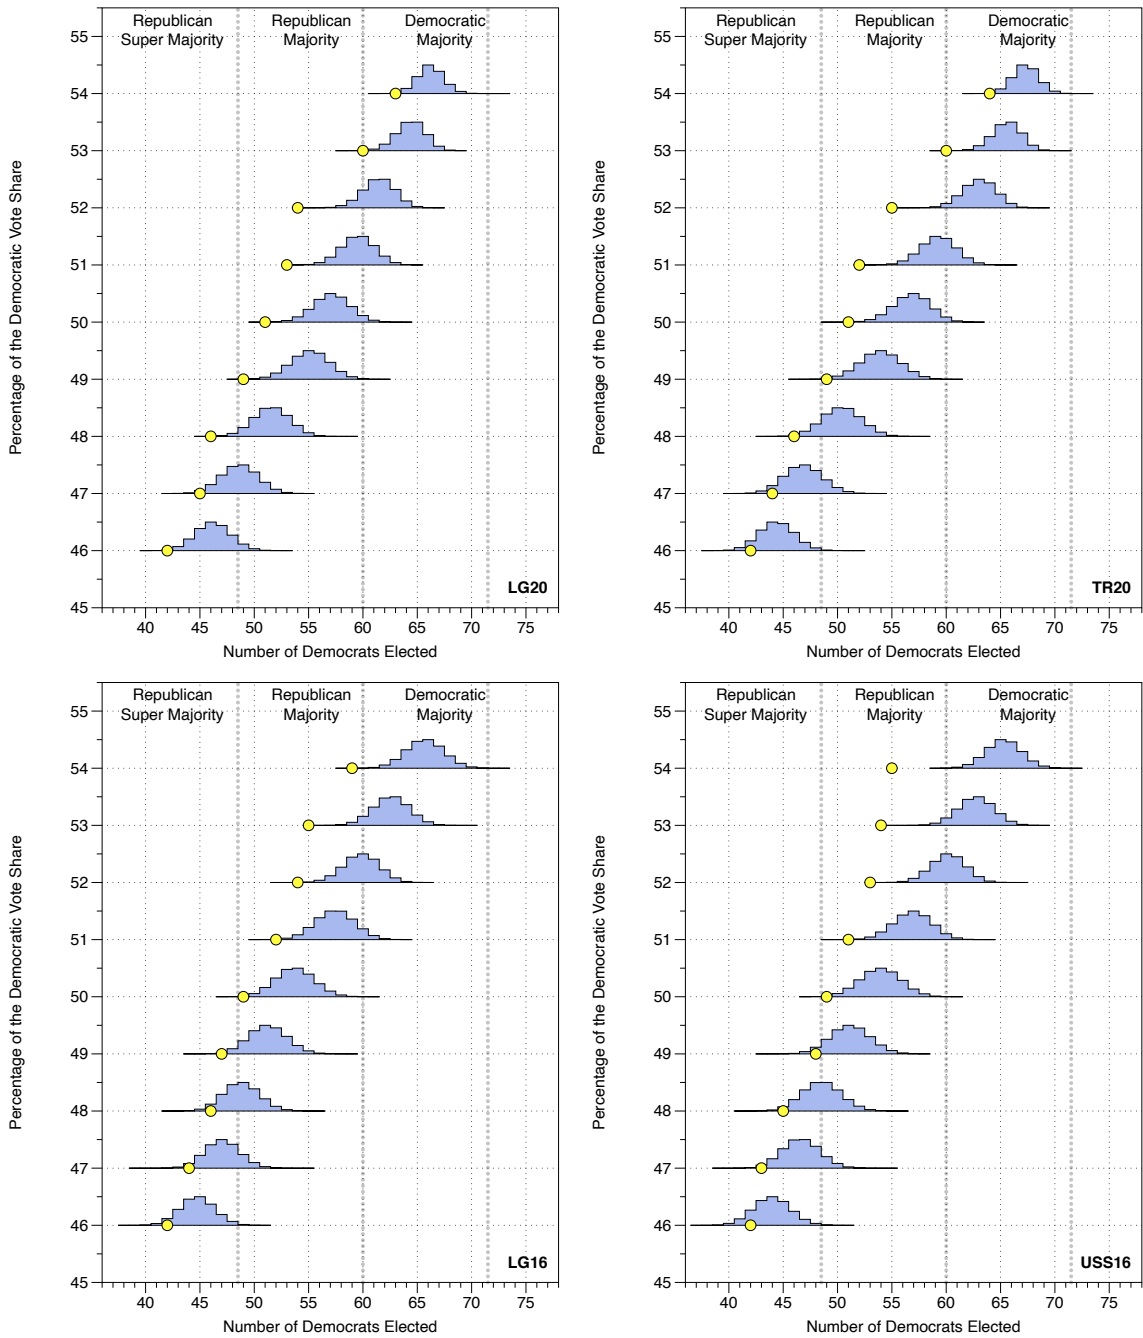 Republican Super Majority
Republican Majority
Democratic Majority
55
54
53
52
51
50
49
48
47
46
45
Percentage of the Democratic Vote Share
LG20
40 45 50 55 60 65 70 75
Number of Democrats Elected
Republican Super Majority
Republican Majority
Democratic Majority
55
54
53
52
51
50
49
48
47
46
45
Percentage of the Democratic Vote Share
TR20
40 45 50 55 60 65 70 75
Number of Democrats Elected
Republican Super Majority
Republican Majority
Democratic Majority
55
54
53
52
51
50
49
48
47
46
45
Percentage of the Democratic Vote Share
LG16
40 45 50 55 60 65 70 75
Number of Democrats Elected
Republican Super Majority
Republican Majority
Democratic Majority
55
54
53
52
51
50
49
48
47
46
45
Percentage of the Democratic Vote Share
USS16
40 45 50 55 60 65 70 75
Number of Democrats Elected